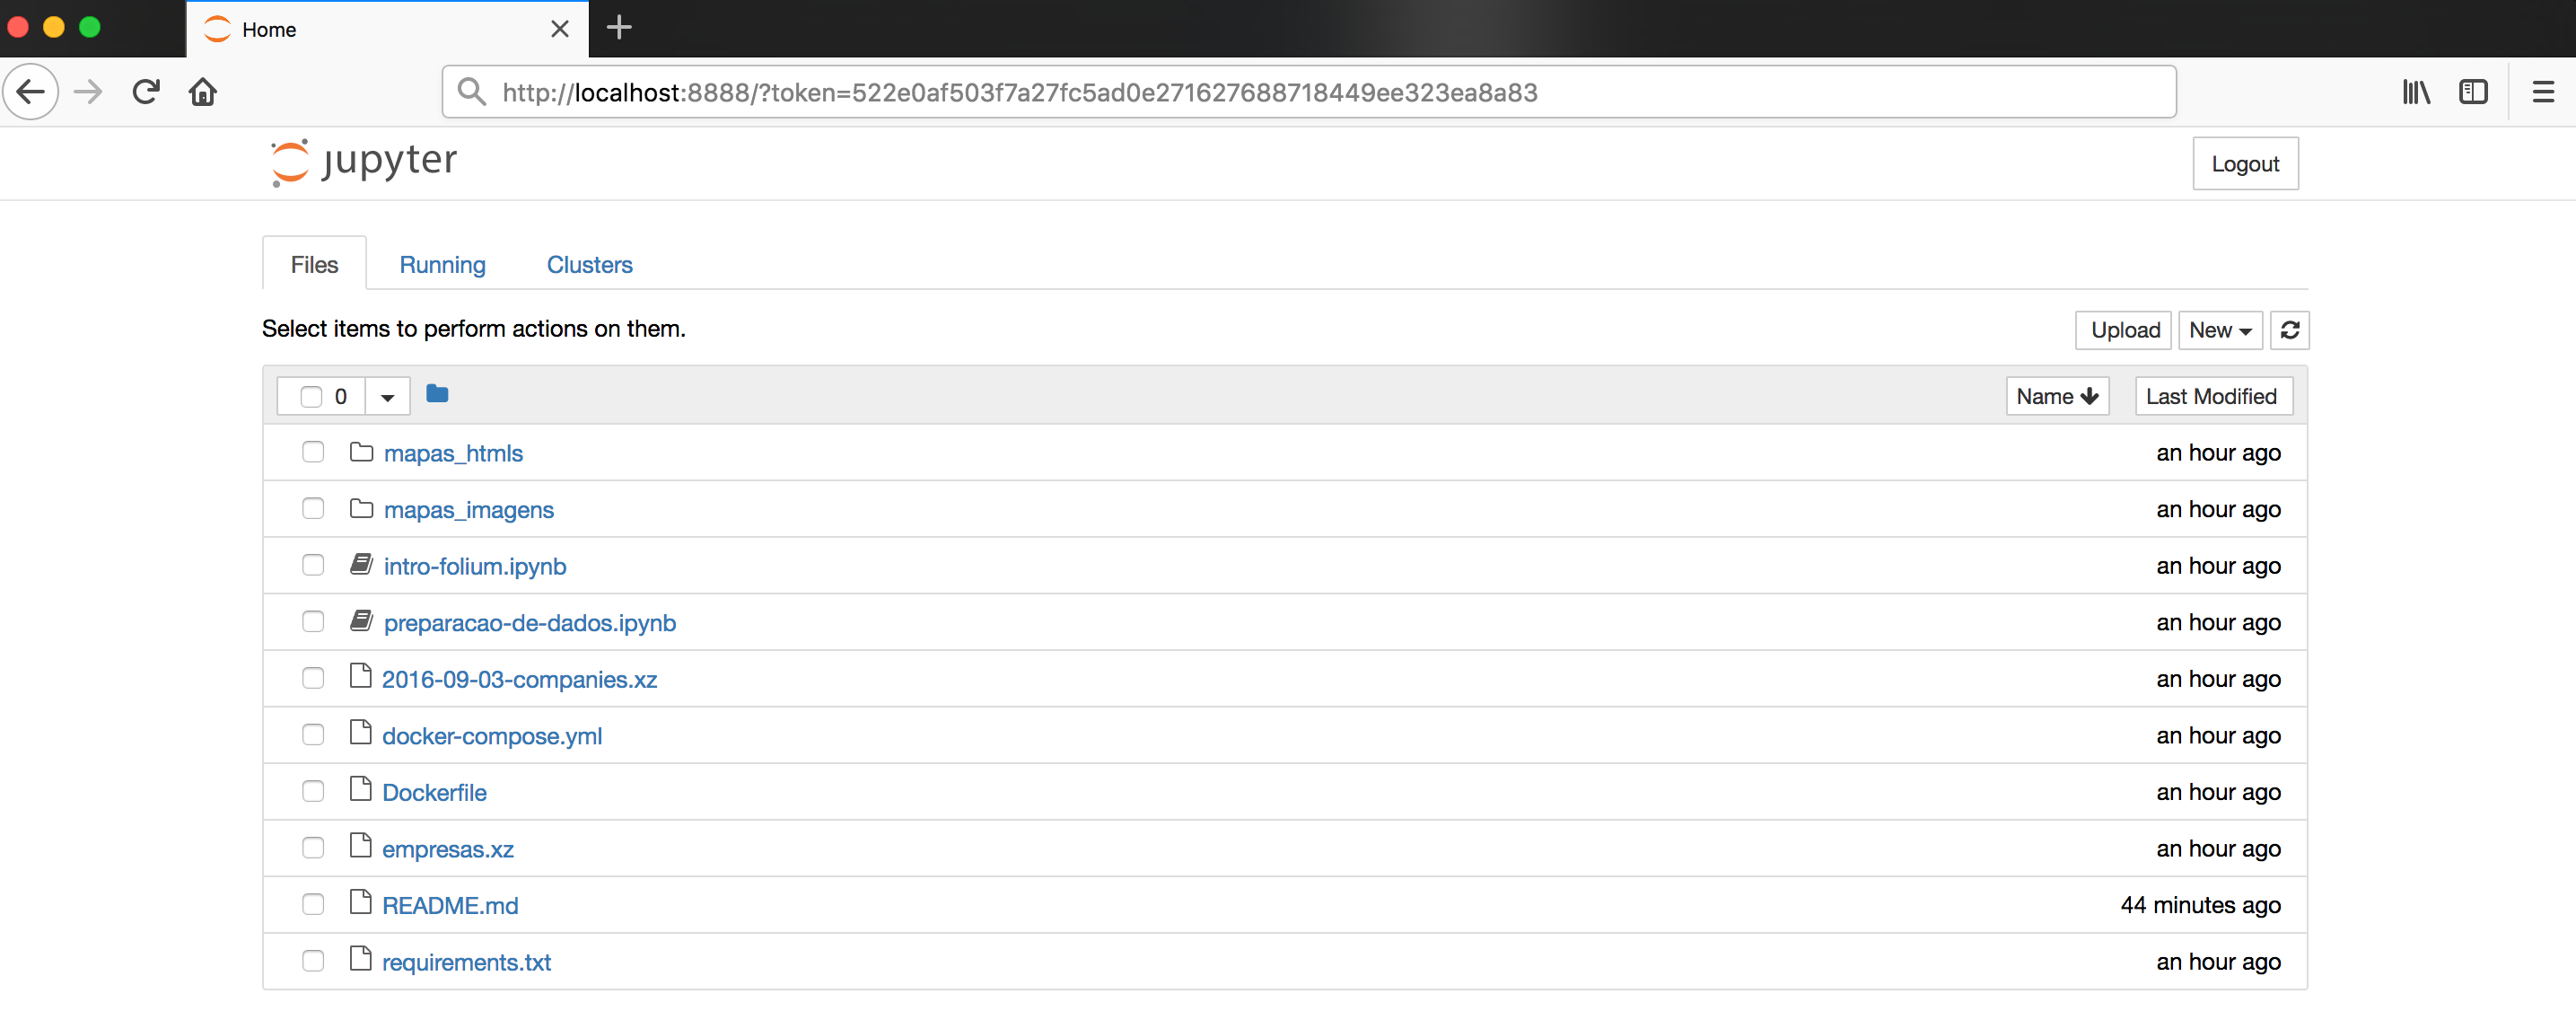 Home
http://localhost:8888/?token=522e0af503f7a27fc5ad0e271627688718449ee323ea8a83
jupyter
Logout
Files Running Clusters
Select items to perform actions on them.
Upload New
0 Name Last Modified
mapas_htmls an hour ago
mapas_imagens an hour ago
intro-folium.ipynb an hour ago
preparacao-de-dados.ipynb an hour ago
2016-09-03-companies.xz an hour ago
docker-compose.yml an hour ago
Dockerfile an hour ago
empresas.xz an hour ago
README.md 44 minutes ago
requirements.txt an hour ago